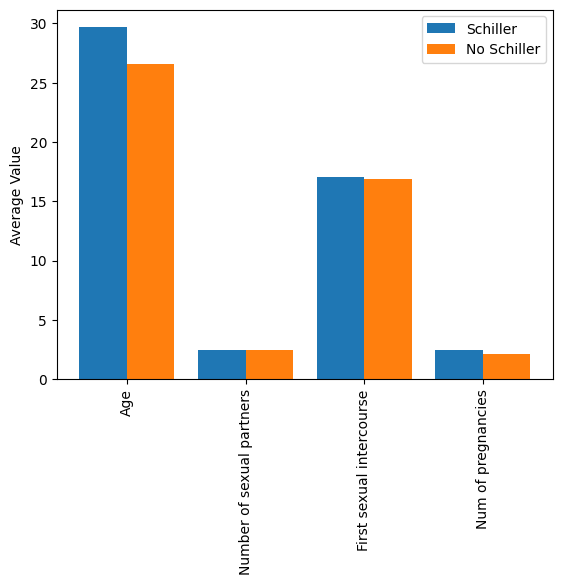 Schiller
No Schiller
Average Value
30
25
20
15
10
5
0
Age
Number of sexual partners
First sexual intercourse
Num of pregnancies